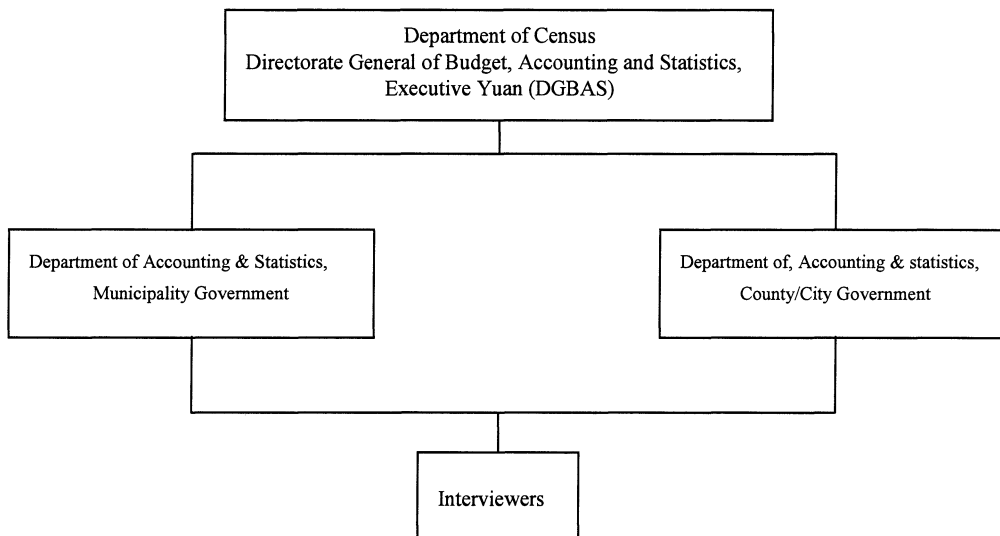 Department of Census
Directorate General of Budget, Accounting and Statistics,
Executive Yuan (DGBAS)
Department of Accounting & Statistics,
Municipality Government
Department of, Accounting & statistics,
County/City Government
Interviewers